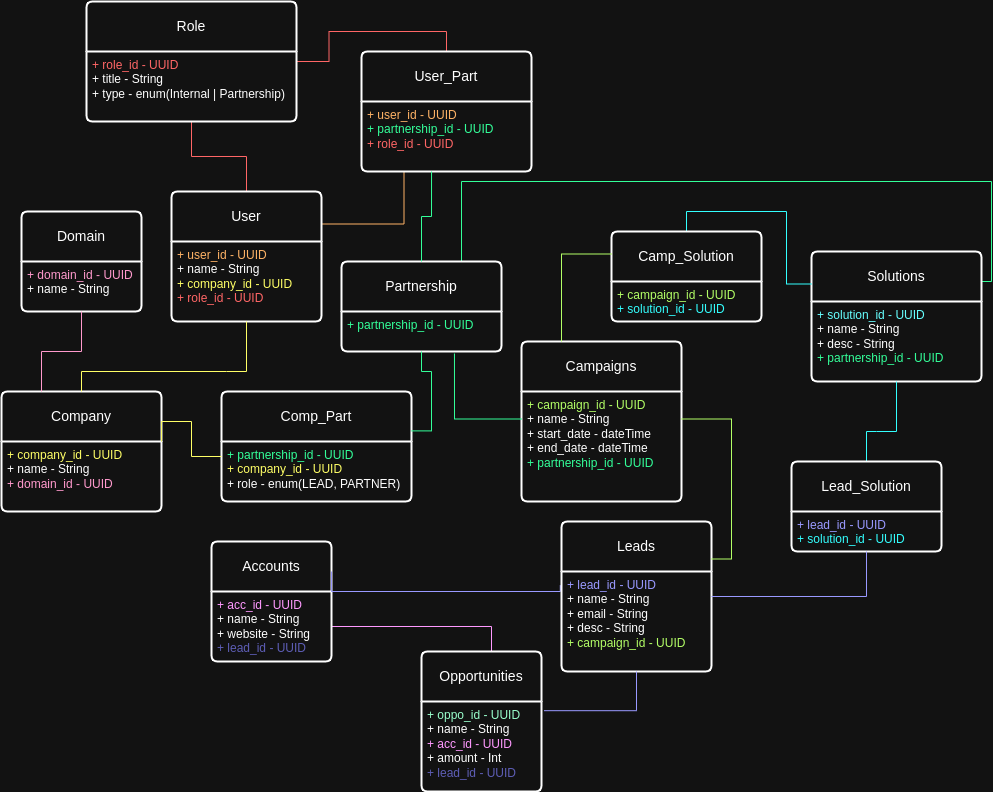 Role
+ role_id - UUID
+ title - String
+ type - enum(Internal | Partnership)
User_Part
+ user_id - UUID
+ partnership_id - UUID
+ role_id - UUID
User
+ user_id - UUID
+ name - String
+ company_id - UUID
+ role_id - UUID
Domain
+ domain_id - UUID
+ name - String
Partnership
+ partnership_id - UUID
Camp_Solution
+ campaign_id - UUID
+ solution_id - UUID
Solutions
+ solution_id - UUID
+ name - String
+ desc - String
+ partnership_id - UUID
Company
+ company_id - UUID
+ name - String
+ domain_id - UUID
Comp_Part
+ partnership_id - UUID
+ company_id - UUID
+ role - enum(LEAD, PARTNER)
Campaigns
+ campaign_id - UUID
+ name - String
+ start_date - dateTime
+ end_date - dateTime
+ partnership_id - UUID
Lead_Solution
+ lead_id - UUID
+ solution_id - UUID
Accounts
+ acc_id - UUID
+ name - String
+ website - String
+ lead_id - UUID
Leads
+ lead_id - UUID
+ name - String
+ email - String
+ desc - String
+ campaign_id - UUID
Opportunities
+ oppo_id - UUID
+ name - String
+ acc_id - UUID
+ amount - Int
+ lead_id - UUID